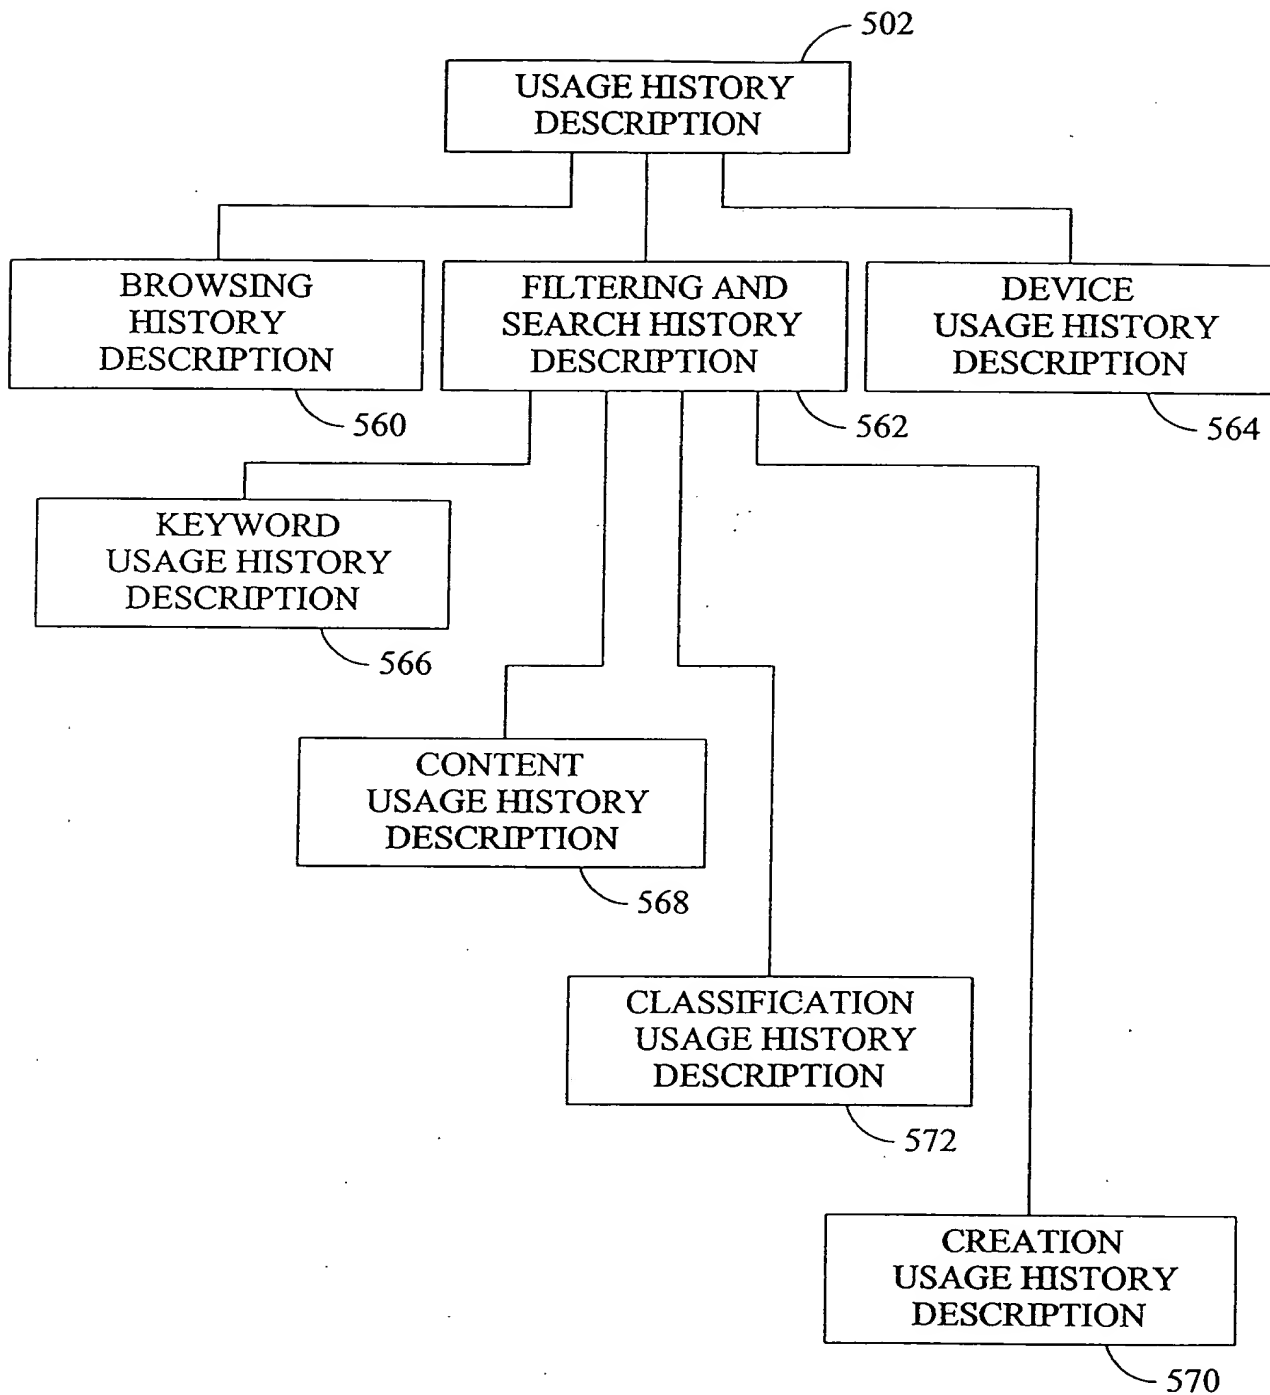 502
USAGE HISTORY
DESCRIPTION
BROWSING
HISTORY
DESCRIPTION
560
FILTERING AND
SEARCH HISTORY
DESCRIPTION
562
DEVICE
USAGE HISTORY
DESCRIPTION
564
KEYWORD
USAGE HISTORY
DESCRIPTION
566
CONTENT
USAGE HISTORY
DESCRIPTION
568
CLASSIFICATION
USAGE HISTORY
DESCRIPTION
572
CREATION
USAGE HISTORY
DESCRIPTION
570